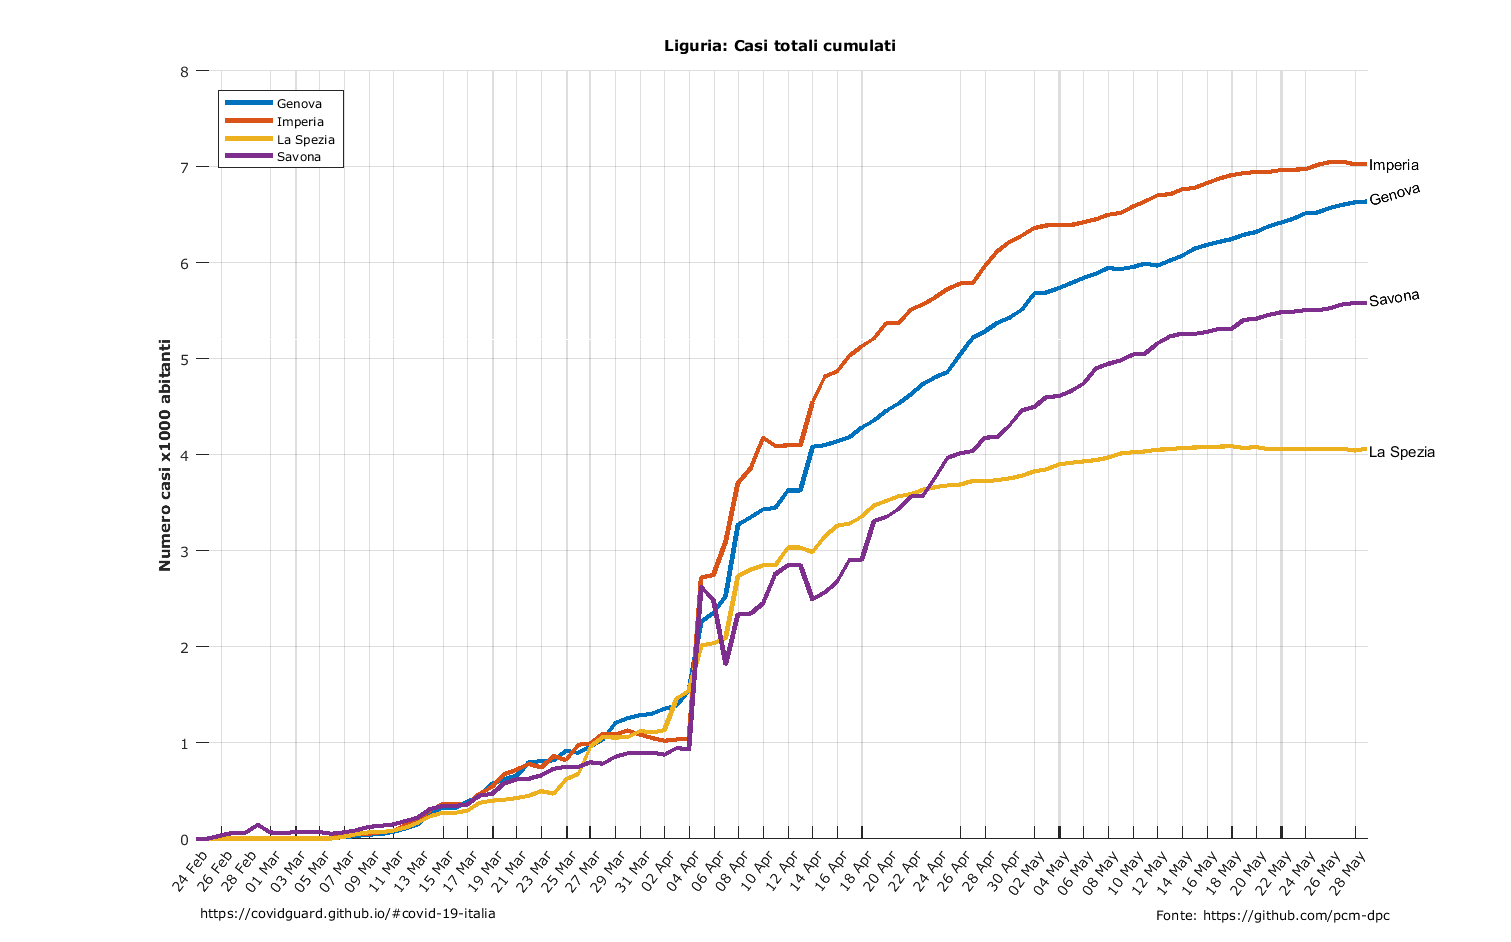 Liguria: Casi totali cumulati
Genova
Imperia
La Spezia
Savona
Numero casi x1000 abitanti
8
7
6
5
4
3
2
1
0
Imperia
Genova
Savona
La Spezia
24 Feb
26 Feb
28 Feb
01 Mar
03 Mar
05 Mar
07 Mar
09 Mar
11 Mar
13 Mar
15 Mar
17 Mar
19 Mar
21 Mar
23 Mar
25 Mar
27 Mar
29 Mar
31 Mar
02 Apr
04 Apr
06 Apr
08 Apr
10 Apr
12 Apr
14 Apr
16 Apr
18 Apr
20 Apr
22 Apr
24 Apr
26 Apr
28 Apr
30 Apr
02 May
04 May
06 May
08 May
10 May
12 May
14 May
16 May
18 May
20 May
22 May
24 May
26 May
28 May
https://covidguard.github.io/#covid-19-italia
Fonte: https://github.com/pcm-dpc